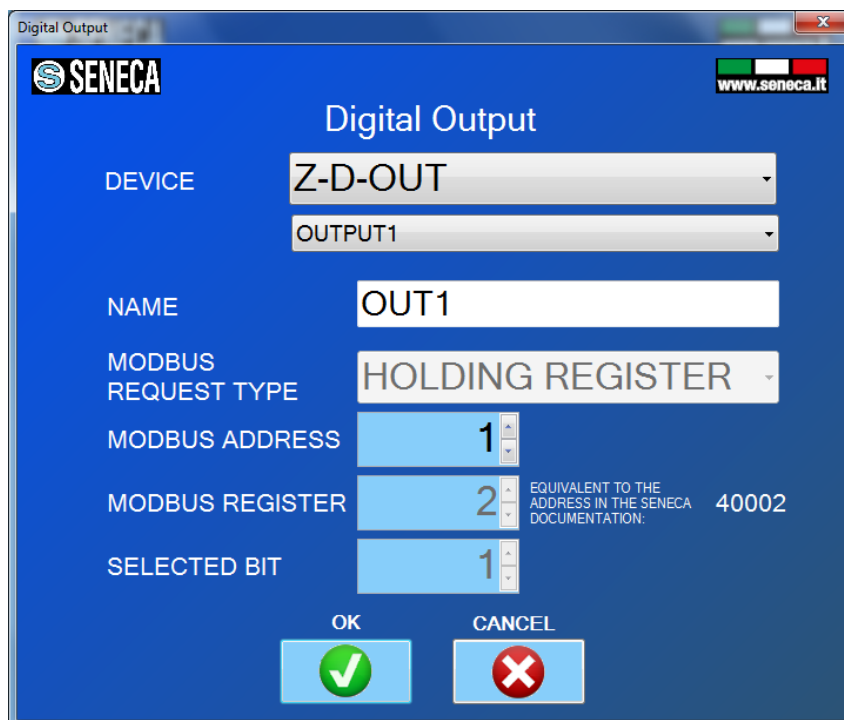 Digital Output
SENECA
www.seneca.it
Digital Output
DEVICE
Z-D-OUT
OUTPUT1
NAME
OUT1
MODBUS
REQUEST TYPE
HOLDING REGISTER
MODBUS ADDRESS
1
MODBUS REGISTER
2
EQUIVALENT TO THE
ADDRESS IN THE SENECA
DOCUMENTATION:
40002
SELECTED BIT
1
OK
CANCEL